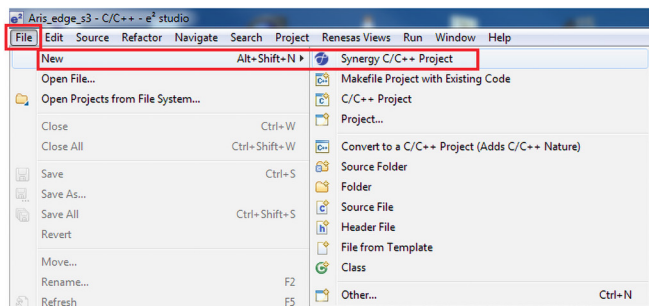 e² Aris_edge_s3 - C/C++ - e² studio
File Edit Source Refactor Navigate Search Project Renesas Views Run Window Help
New Alt+Shift+N
Open File...
Open Projects from File System...
Close Ctrl+W
Close All Ctrl+Shift+W
Save Ctrl+S
Save As...
Save All Ctrl+Shift+S
Revert
Move...
Rename... F2
Refresh F5
Synergy C/C++ Project
Makefile Project with Existing Code
C/C++ Project
Project...
Convert to a C/C++ Project (Adds C/C++ Nature)
Source Folder
Folder
Source File
Header File
File from Template
Class
Other... Ctrl+N